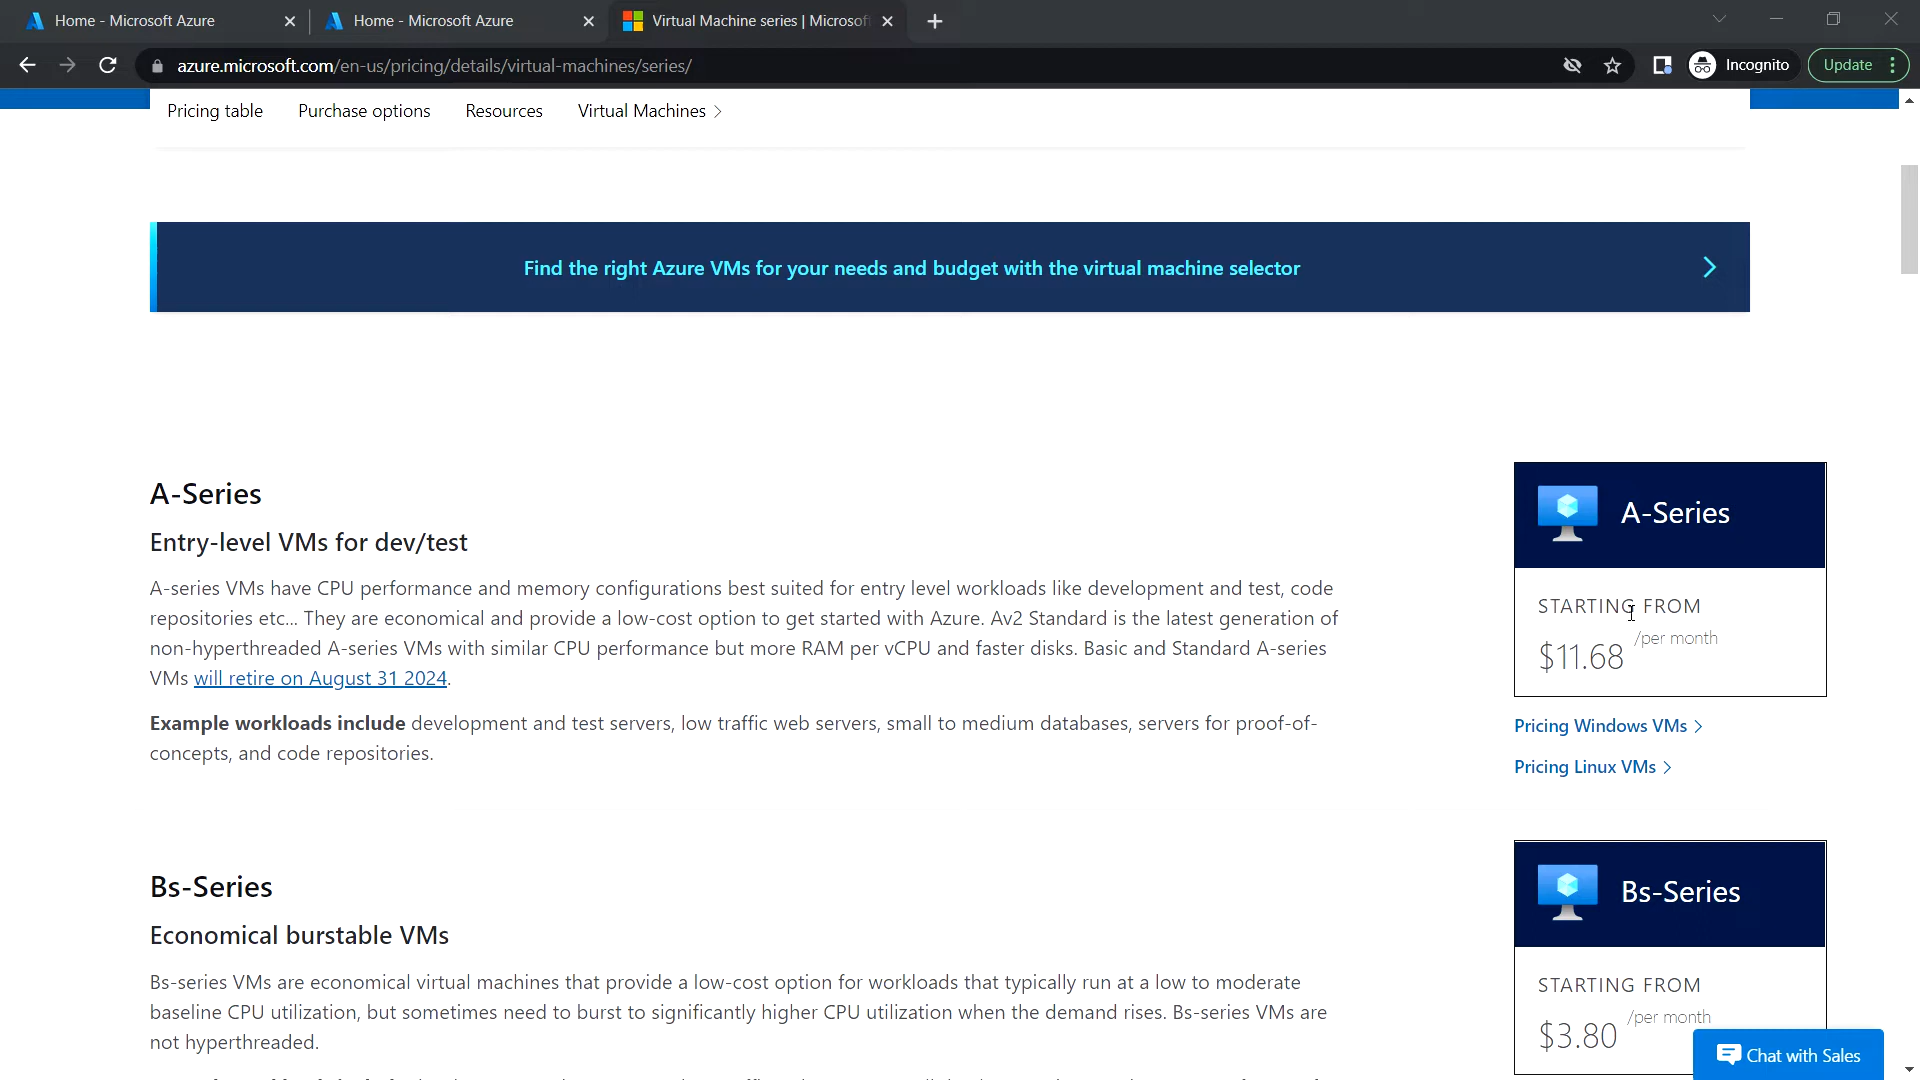 Home - Microsoft Azure
Home - Microsoft Azure
Virtual Machine series | Microsof
azure.microsoft.com/en-us/pricing/details/virtual-machines/series/
Incognito
Update
Pricing table
Purchase options
Resources
Virtual Machines
Find the right Azure VMs for your needs and budget with the virtual machine selector
A-Series
Entry-level VMs for dev/test
A-series VMs have CPU performance and memory configurations best suited for entry level workloads like development and test, code
repositories etc... They are economical and provide a low-cost option to get started with Azure. Av2 Standard is the latest generation of
non-hyperthreaded A-series VMs with similar CPU performance but more RAM per vCPU and faster disks. Basic and Standard A-series
VMs will retire on August 31 2024.
Example workloads include development and test servers, low traffic web servers, small to medium databases, servers for proof-of-
concepts, and code repositories.
A-Series
STARTING FROM
$11.68 /per month
Pricing Windows VMs
Pricing Linux VMs
Bs-Series
Economical burstable VMs
Bs-series VMs are economical virtual machines that provide a low-cost option for workloads that typically run at a low to moderate
baseline CPU utilization, but sometimes need to burst to significantly higher CPU utilization when the demand rises. Bs-series VMs are
not hyperthreaded.
Bs-Series
STARTING FROM
$3.80 /per month
Chat with Sales